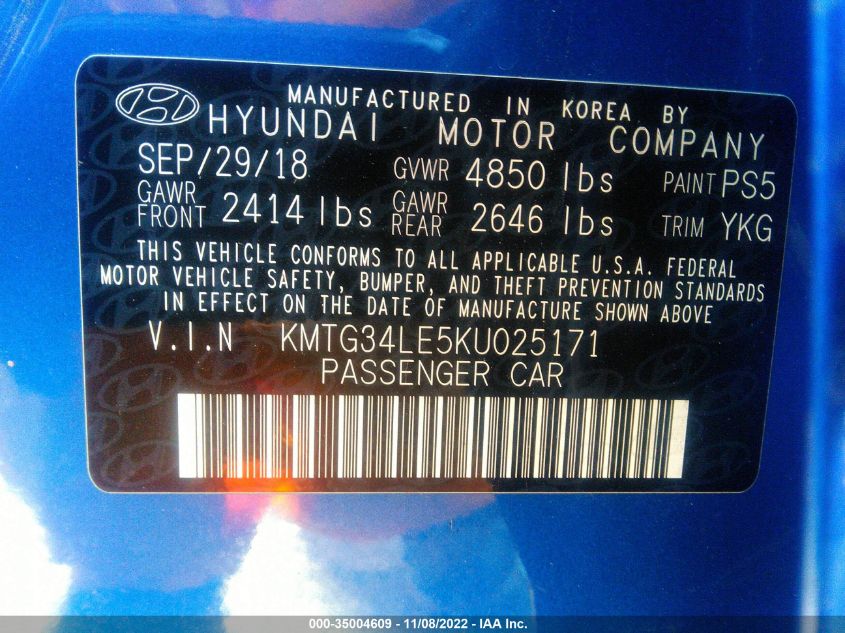 MANUFACTURED IN KOREA BY
HYUNDAI MOTOR COMPANY
SEP/29/18 GVWR 4850 lbs PAINT PS5
GAWR FRONT 2414 lbs GAWR REAR 2646 lbs TRIM YKG
THIS VEHICLE CONFORMS TO ALL APPLICABLE U.S.A. FEDERAL
MOTOR VEHICLE SAFETY, BUMPER, AND THEFT PREVENTION STANDARDS
IN EFFECT ON THE DATE OF MANUFACTURE SHOWN ABOVE
V.I.N KMTG34LE5KU025171
PASSENGER CAR
000-35004609 - 11/08/2022 - IAA Inc.